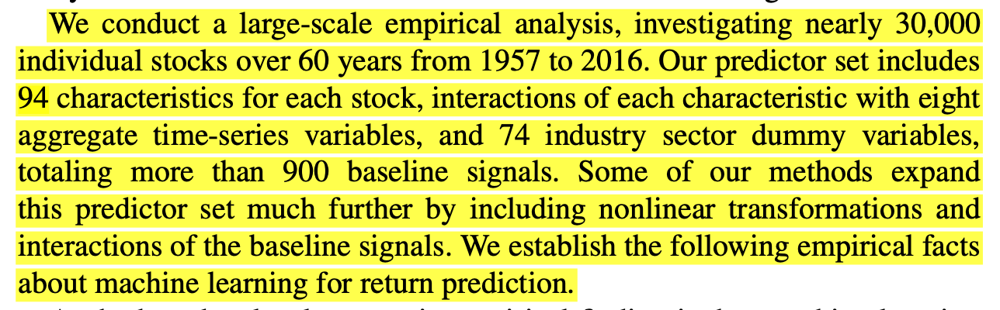 We conduct a large-scale empirical analysis, investigating nearly 30,000
individual stocks over 60 years from 1957 to 2016. Our predictor set includes
94 characteristics for each stock, interactions of each characteristic with eight
aggregate time-series variables, and 74 industry sector dummy variables,
totaling more than 900 baseline signals. Some of our methods expand
this predictor set much further by including nonlinear transformations and
interactions of the baseline signals. We establish the following empirical facts
about machine learning for return prediction.